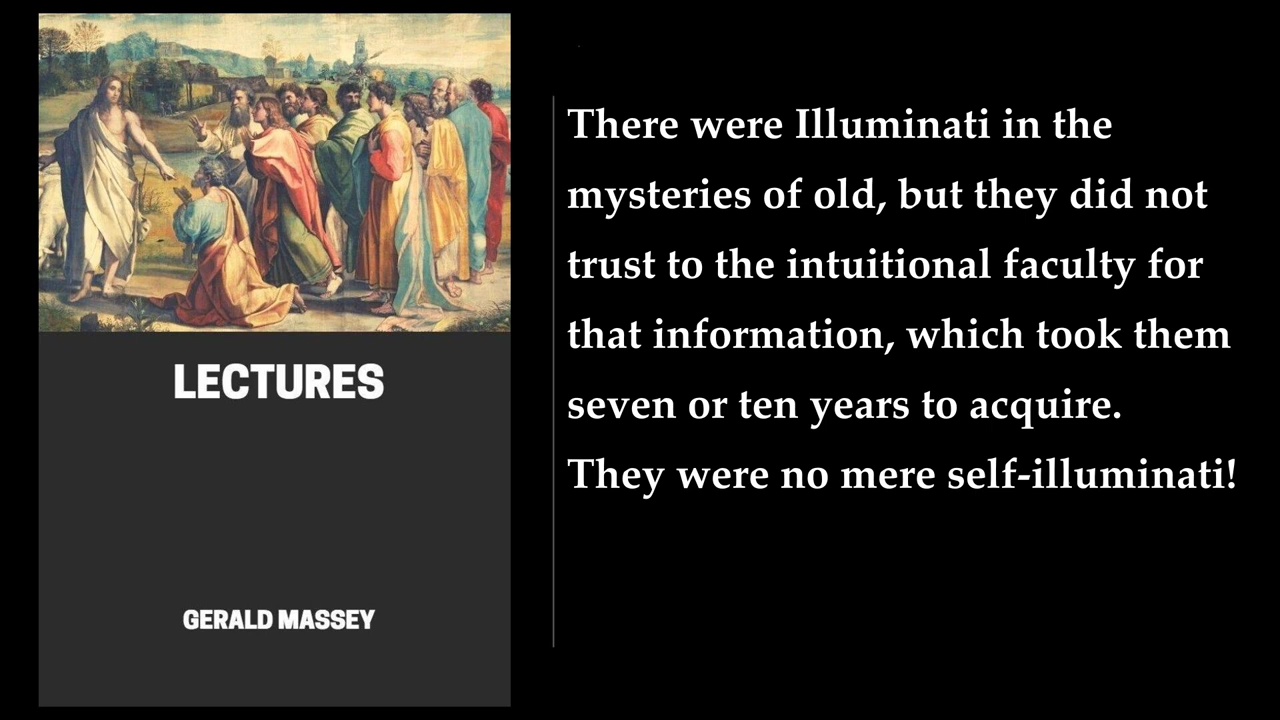 LECTURES
GERALD MASSEY
There were Illuminati in the
mysteries of old, but they did not
trust to the intuitional faculty for
that information, which took them
seven or ten years to acquire.
They were no mere self-illuminati!